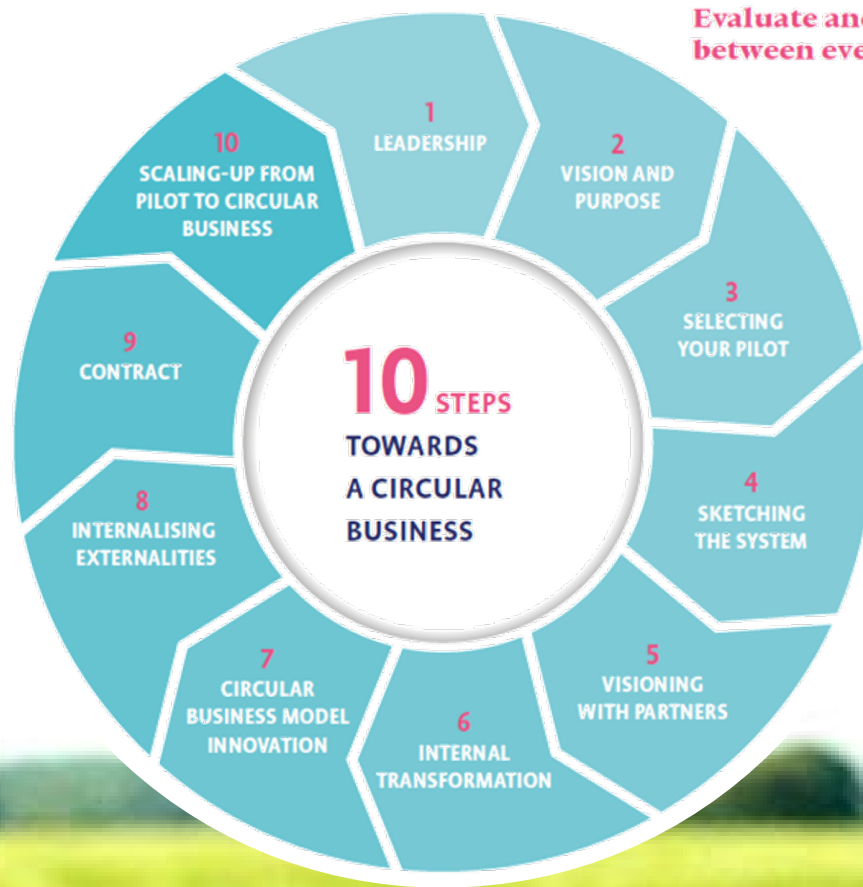 Evaluate and
between eve
1
LEADERSHIP
2
VISION AND
PURPOSE
3
SELECTING
YOUR PILOT
4
SKETCHING
THE SYSTEM
5
VISIONING
WITH PARTNERS
6
INTERNAL
TRANSFORMATION
7
CIRCULAR
BUSINESS MODEL
INNOVATION
8
INTERNALISING
EXTERNALITIES
9
CONTRACT
10
SCALING-UP FROM
PILOT TO CIRCULAR
BUSINESS
10 STEPS
TOWARDS
A CIRCULAR
BUSINESS